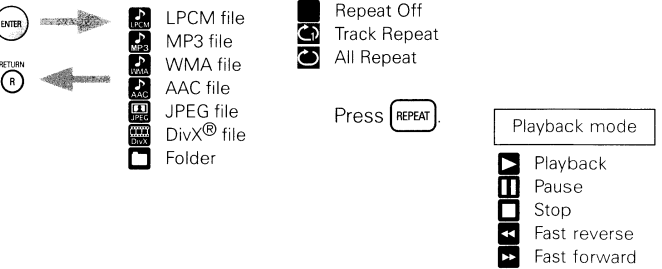 ENTER
RETURN
R
LPCM LPCM file
MP3 MP3 file
WMA WMA file
AAC AAC file
JPEG JPEG file
DivX DivX® file
Folder
Repeat Off
Track Repeat
All Repeat
Press REPEAT.
Playback mode
Playback
Pause
Stop
Fast reverse
Fast forward